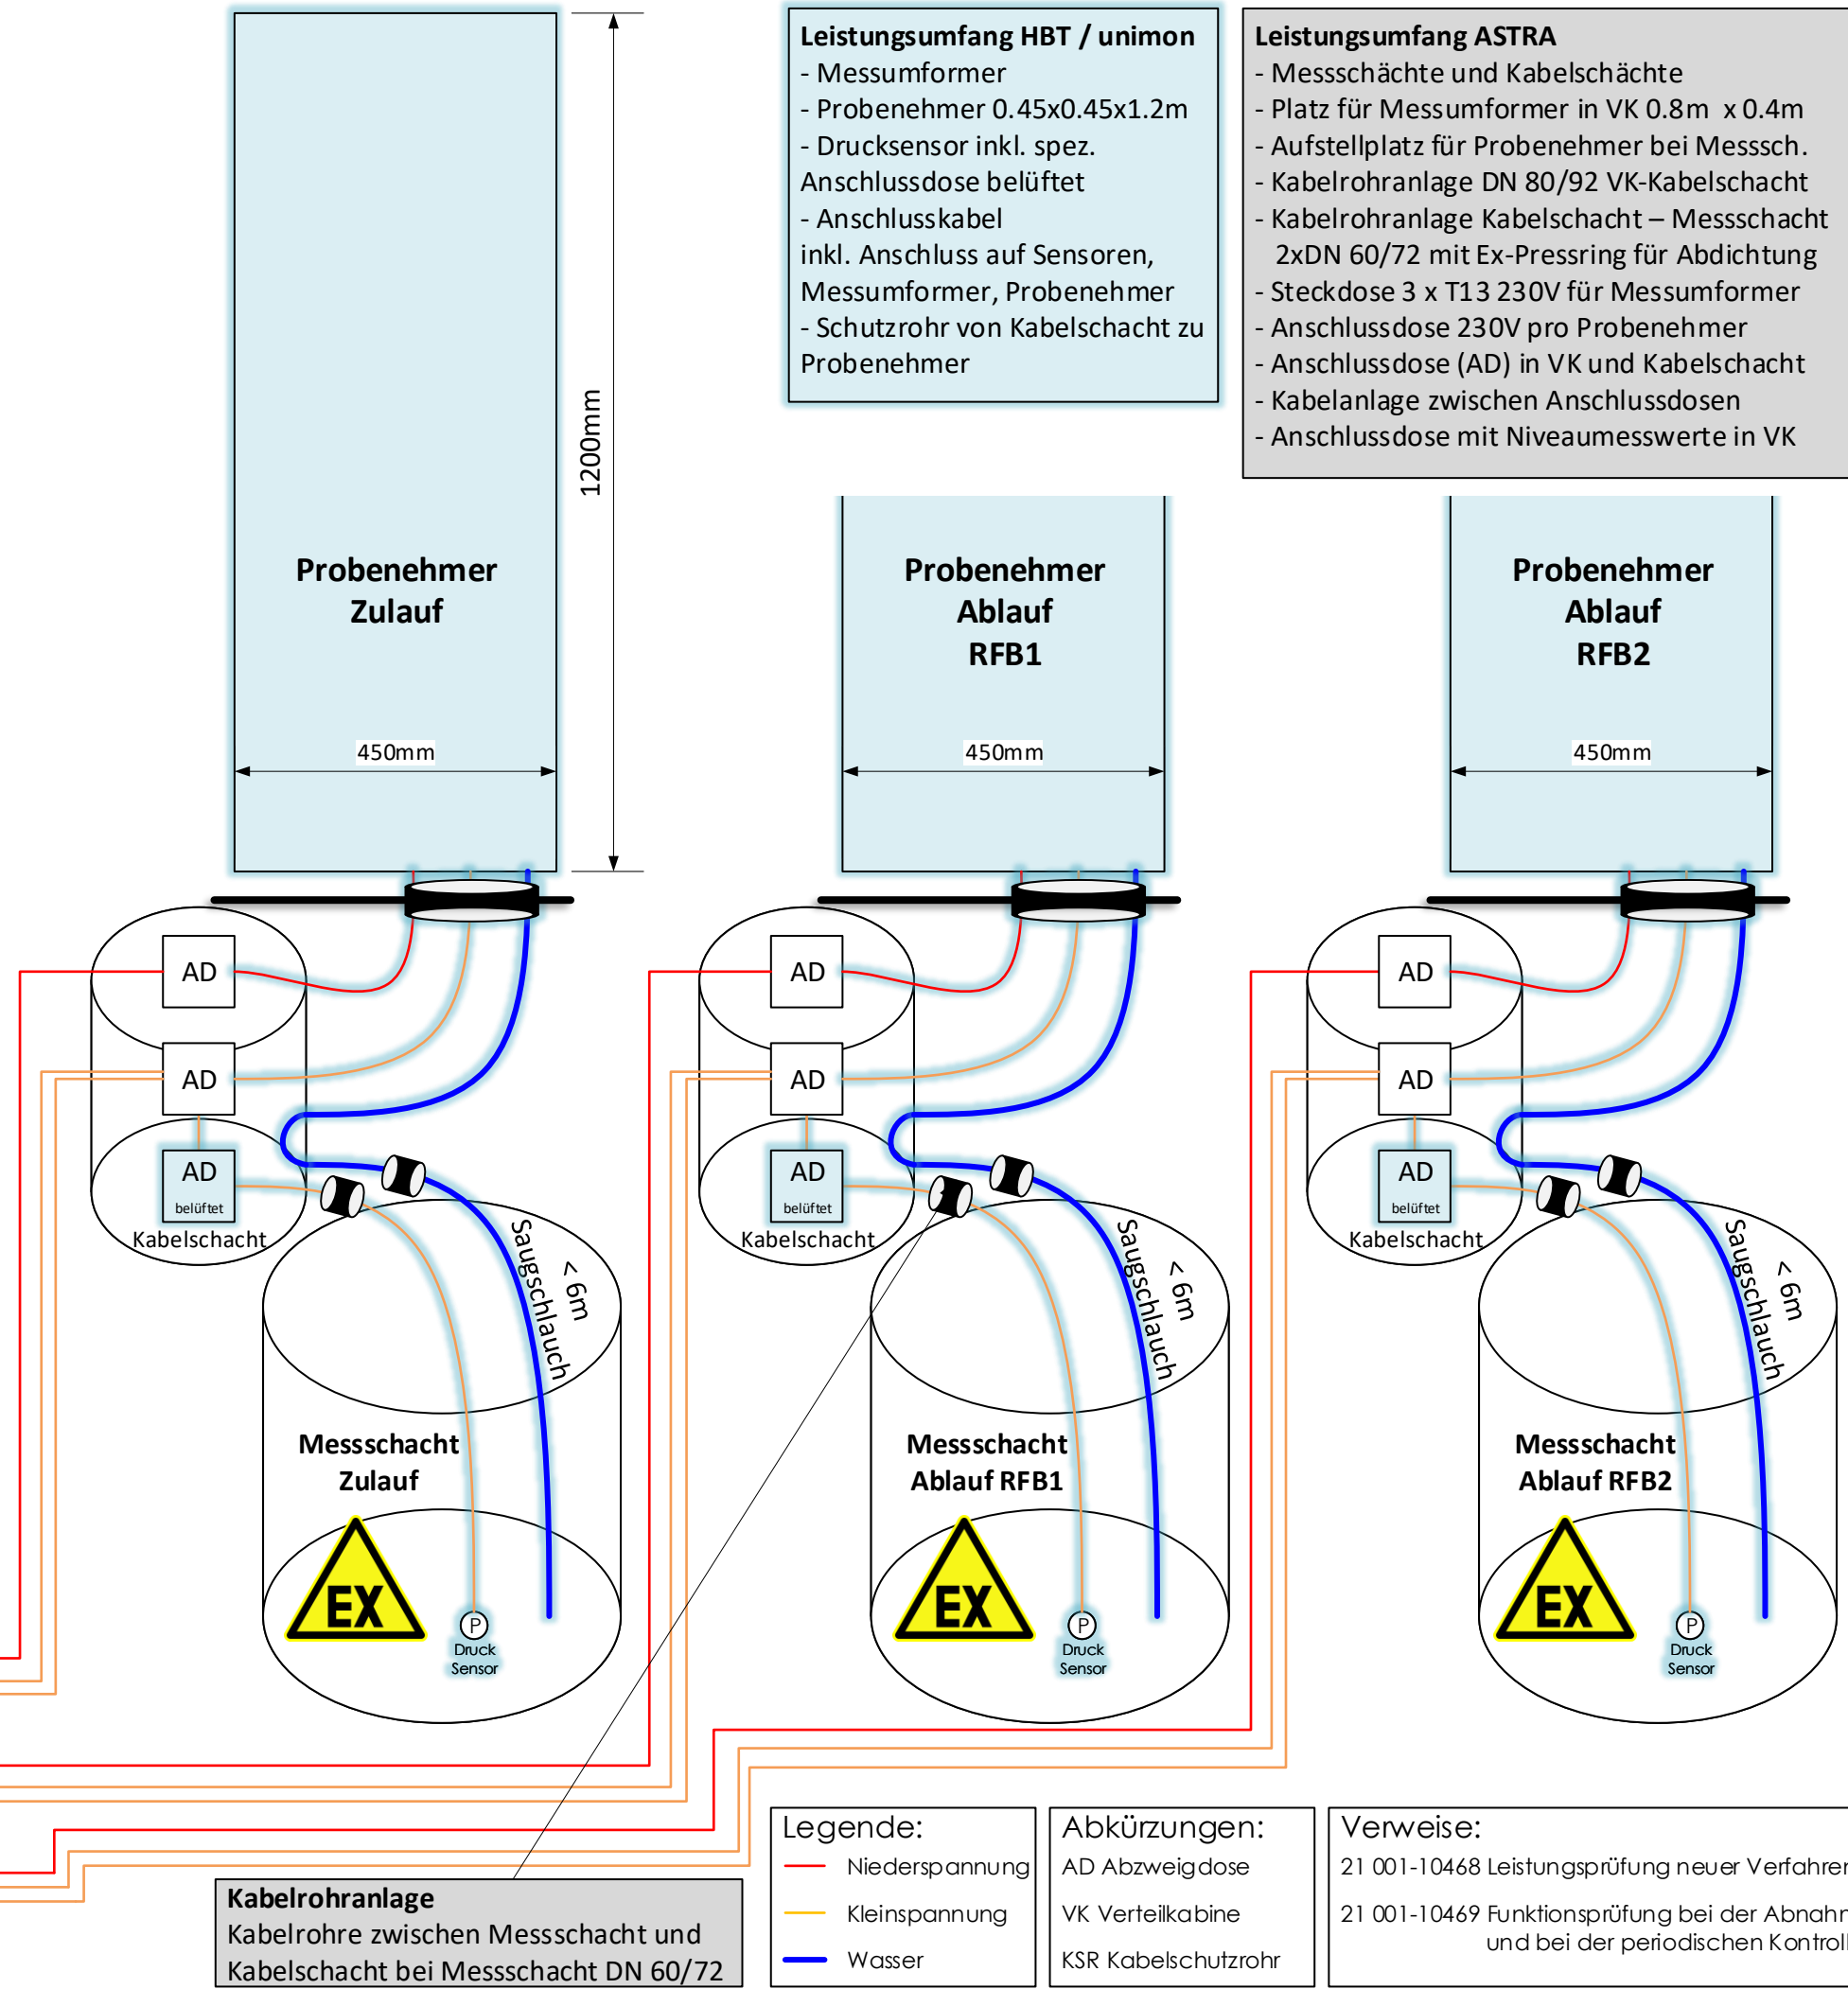 Leistungsumfang HBT / unimon
- Messumformer
- Probenehmer 0.45x0.45x1.2m
- Drucksensor inkl. spez.
Anschlussdose belüftet
- Anschlusskabel
inkl. Anschluss auf Sensoren,
Messumformer, Probenehmer
- Schutzrohr von Kabelschacht zu
Probenehmer
Leistungsumfang ASTRA
- Messschächte und Kabelschächte
- Platz für Messumformer in VK 0.8m x 0.4m
- Aufstellplatz für Probenehmer bei Messsch.
- Kabelrohranlage DN 80/92 VK-Kabelschacht
- Kabelrohranlage Kabelschacht – Messschacht
2xDN 60/72 mit Ex-Pressring für Abdichtung
- Steckdose 3 x T13 230V für Messumformer
- Anschlussdose 230V pro Probenehmer
- Anschlussdose (AD) in VK und Kabelschacht
- Kabelanlage zwischen Anschlussdosen
- Anschlussdose mit Niveaumesswerte in VK
1200mm
Probenehmer
Zulauf
450mm
Probenehmer
Ablauf
RFB1
450mm
Probenehmer
Ablauf
RFB2
450mm
AD
AD
AD
belüftet
Kabelschacht
< 6m
Saugschlauch
Messschacht
Zulauf
EX
P
Druck
Sensor
AD
AD
AD
belüftet
Kabelschacht
< 6m
Saugschlauch
Messschacht
Ablauf RFB1
EX
P
Druck
Sensor
AD
AD
AD
belüftet
Kabelschacht
< 6m
Saugschlauch
Messschacht
Ablauf RFB2
EX
P
Druck
Sensor
Kabelrohranlage
Kabelrohre zwischen Messschacht und
Kabelschacht bei Messschacht DN 60/72
Legende:
Niederspannung
Kleinspannung
Wasser
Abkürzungen:
AD Abzweigdose
VK Verteilkabine
KSR Kabelschutzrohr
Verweise:
21 001-10468 Leistungsprüfung neuer Verfahren
21 001-10469 Funktionsprüfung bei der Abnahm
und bei der periodischen Kontroll